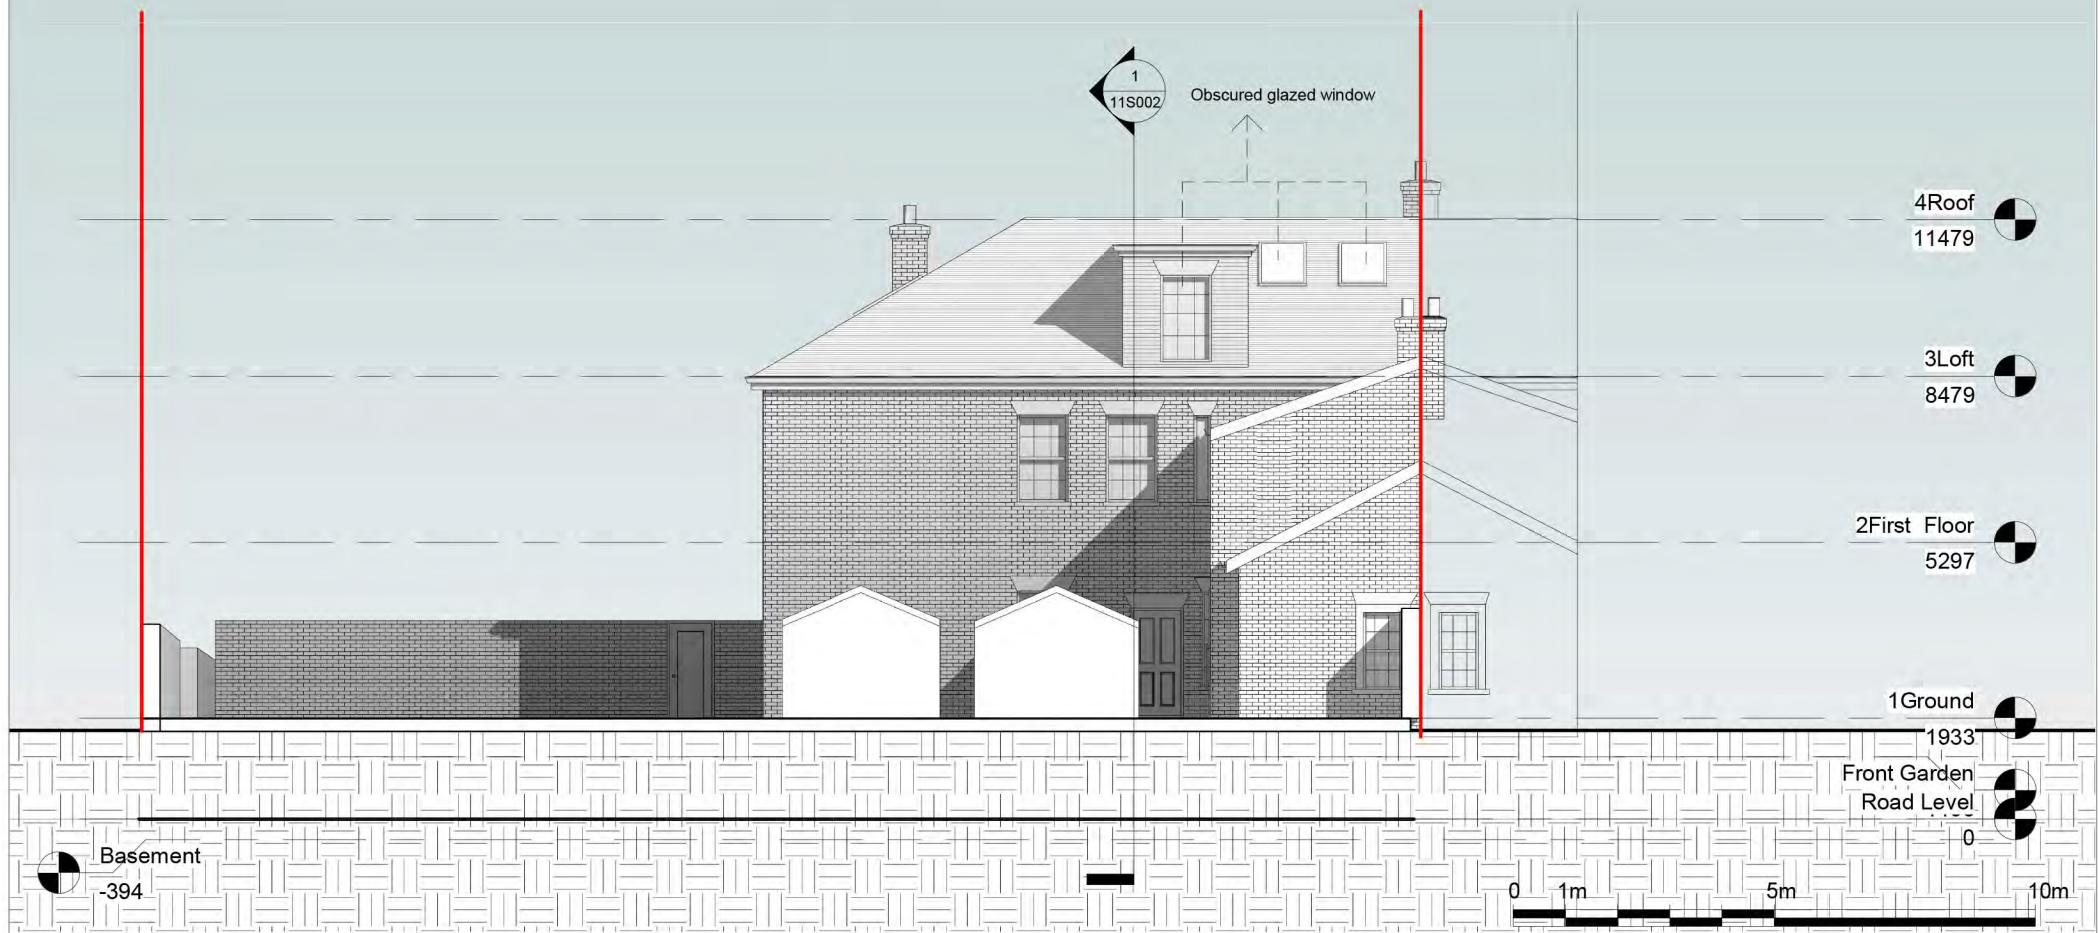 1
11S002
Obscured glazed window
4Roof
11479
3Loft
8479
2First Floor
5297
1Ground
1933
Front Garden
Road Level
0
Basement
-394
0 1m 5m 10m